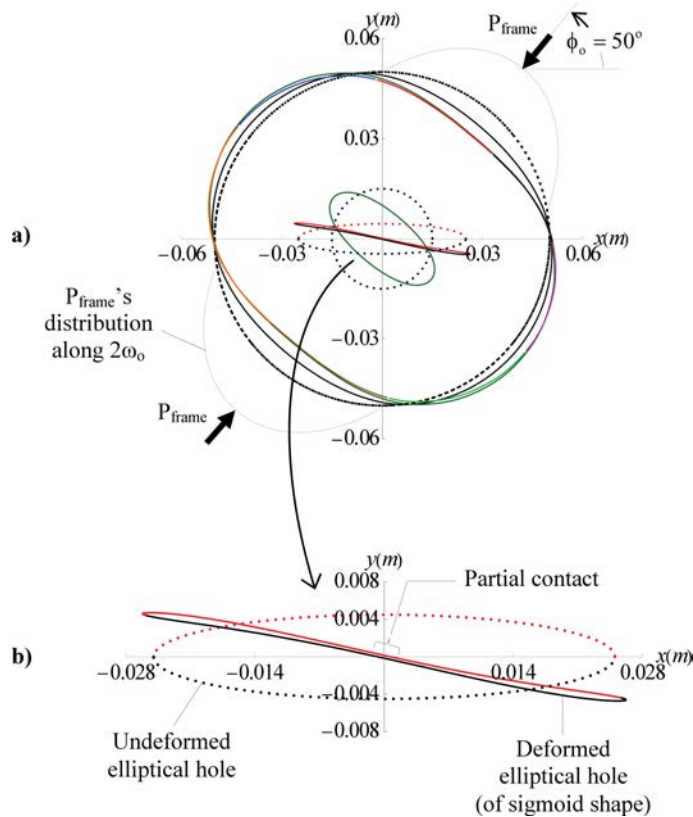 y(m)
P_frame
ϕ_o = 50°
0.06
0.03
a)
−0.06
−0.03
0.03
0.06
x(m)
P_frame's
distribution
along 2ω_o
−0.03
P_frame
−0.06
y(m)
0.008
Partial contact
0.004
b)
−0.028
−0.014
0.014
0.028
x(m)
−0.004
−0.008
Undeformed
elliptical hole
Deformed
elliptical hole
(of sigmoid shape)